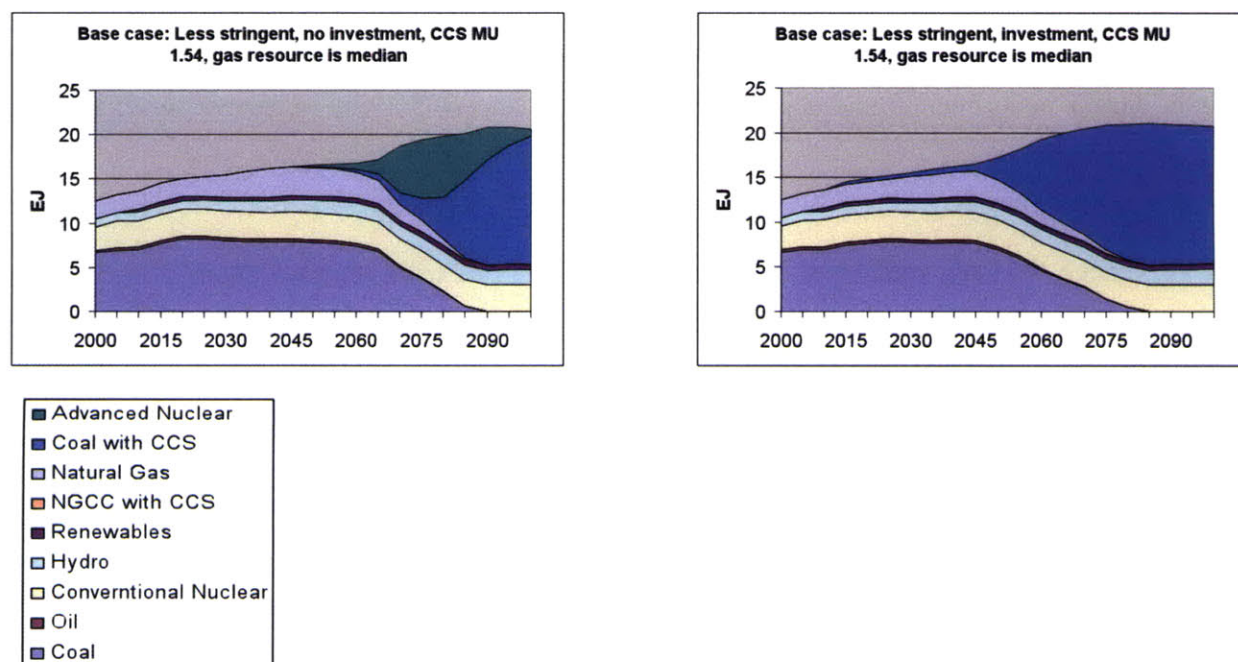 Base case: Less stringent, no investment, CCS MU
1.54, gas resource is median
25
20
15
10
5
0
EJ
2000 2015 2030 2045 2060 2075 2090
Base case: Less stringent, investment, CCS MU
1.54, gas resource is median
25
20
15
10
5
0
EJ
2000 2015 2030 2045 2060 2075 2090
Advanced Nuclear
Coal with CCS
Natural Gas
NGCC with CCS
Renewables
Hydro
Converntional Nuclear
Oil
Coal